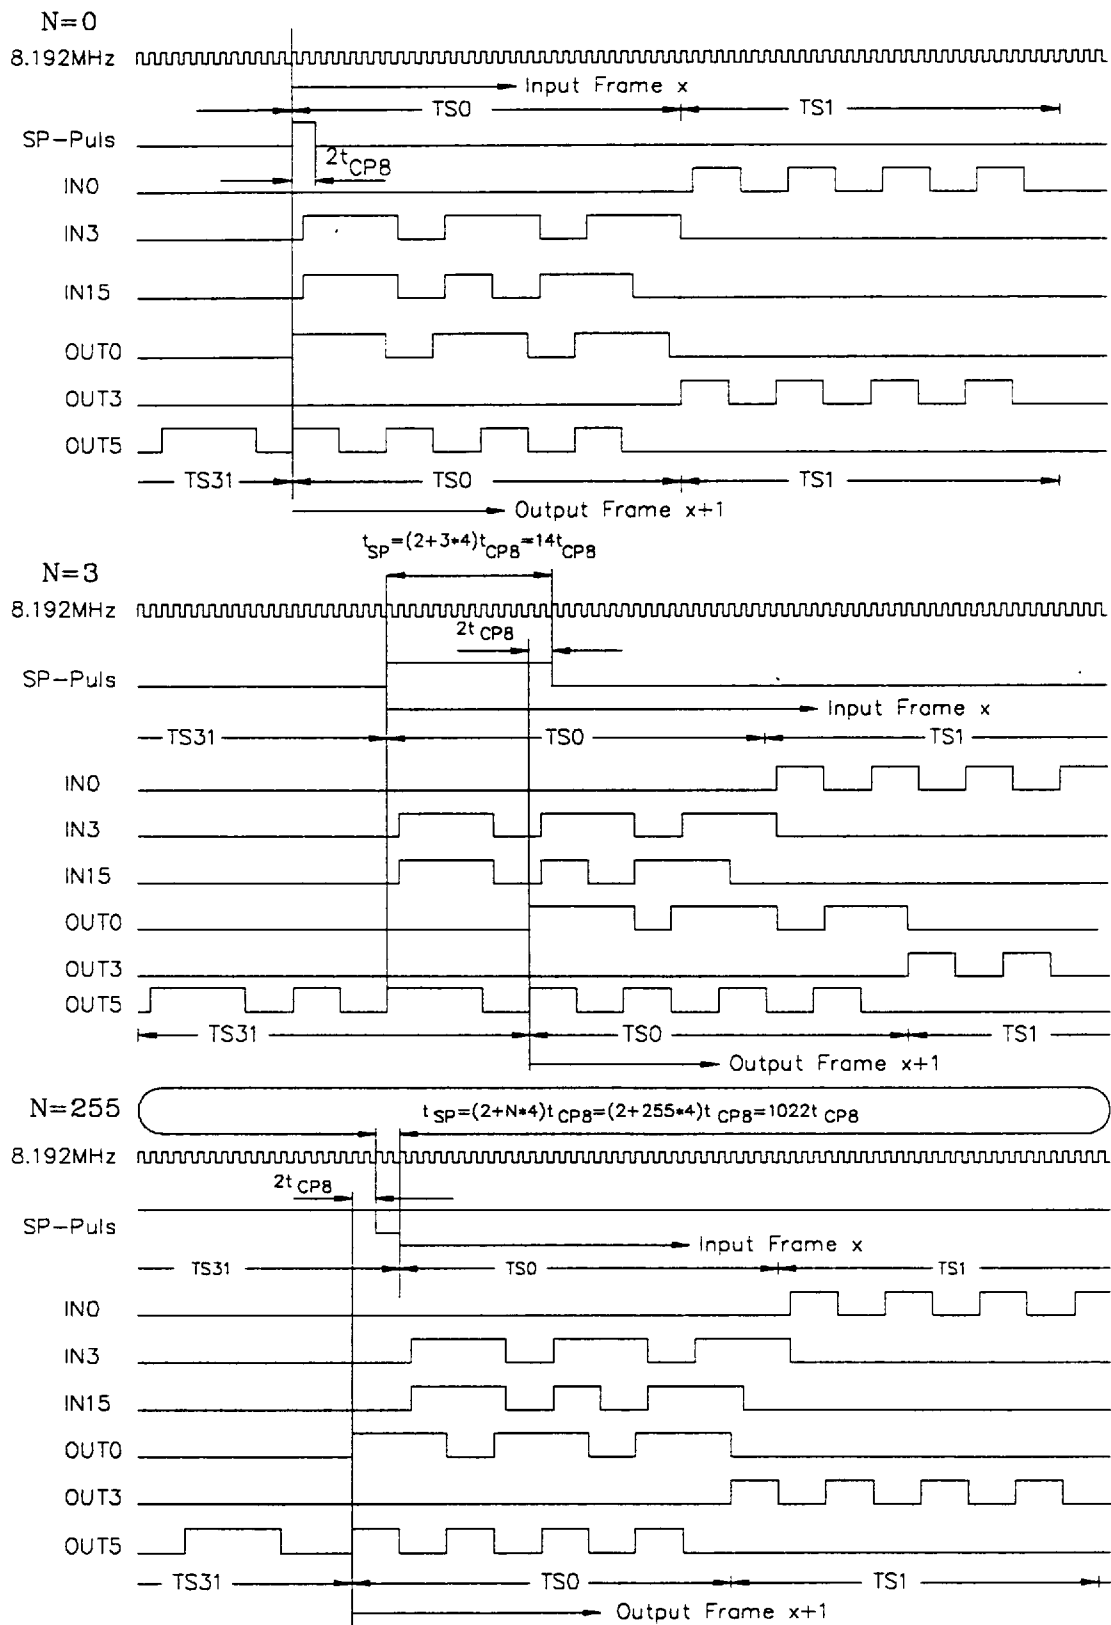 N=0
8.192MHz
Input Frame x
TS0 TS1
SP-Puls
2tCP8
IN0
IN3
IN15
OUT0
OUT3
OUT5
TS31 TS0 TS1
Output Frame x+1
tSP=(2+3*4)tCP8=14tCP8
N=3
8.192MHz
2tCP8
SP-Puls
Input Frame x
TS31 TS0 TS1
IN0
IN3
IN15
OUT0
OUT3
OUT5
TS31 TS0 TS1
Output Frame x+1
N=255 tSP=(2+N*4)tCP8=(2+255*4)tCP8=1022tCP8
8.192MHz
2tCP8
SP-Puls
Input Frame x
TS31 TS0 TS1
IN0
IN3
IN15
OUT0
OUT3
OUT5
TS31 TS0 TS1
Output Frame x+1